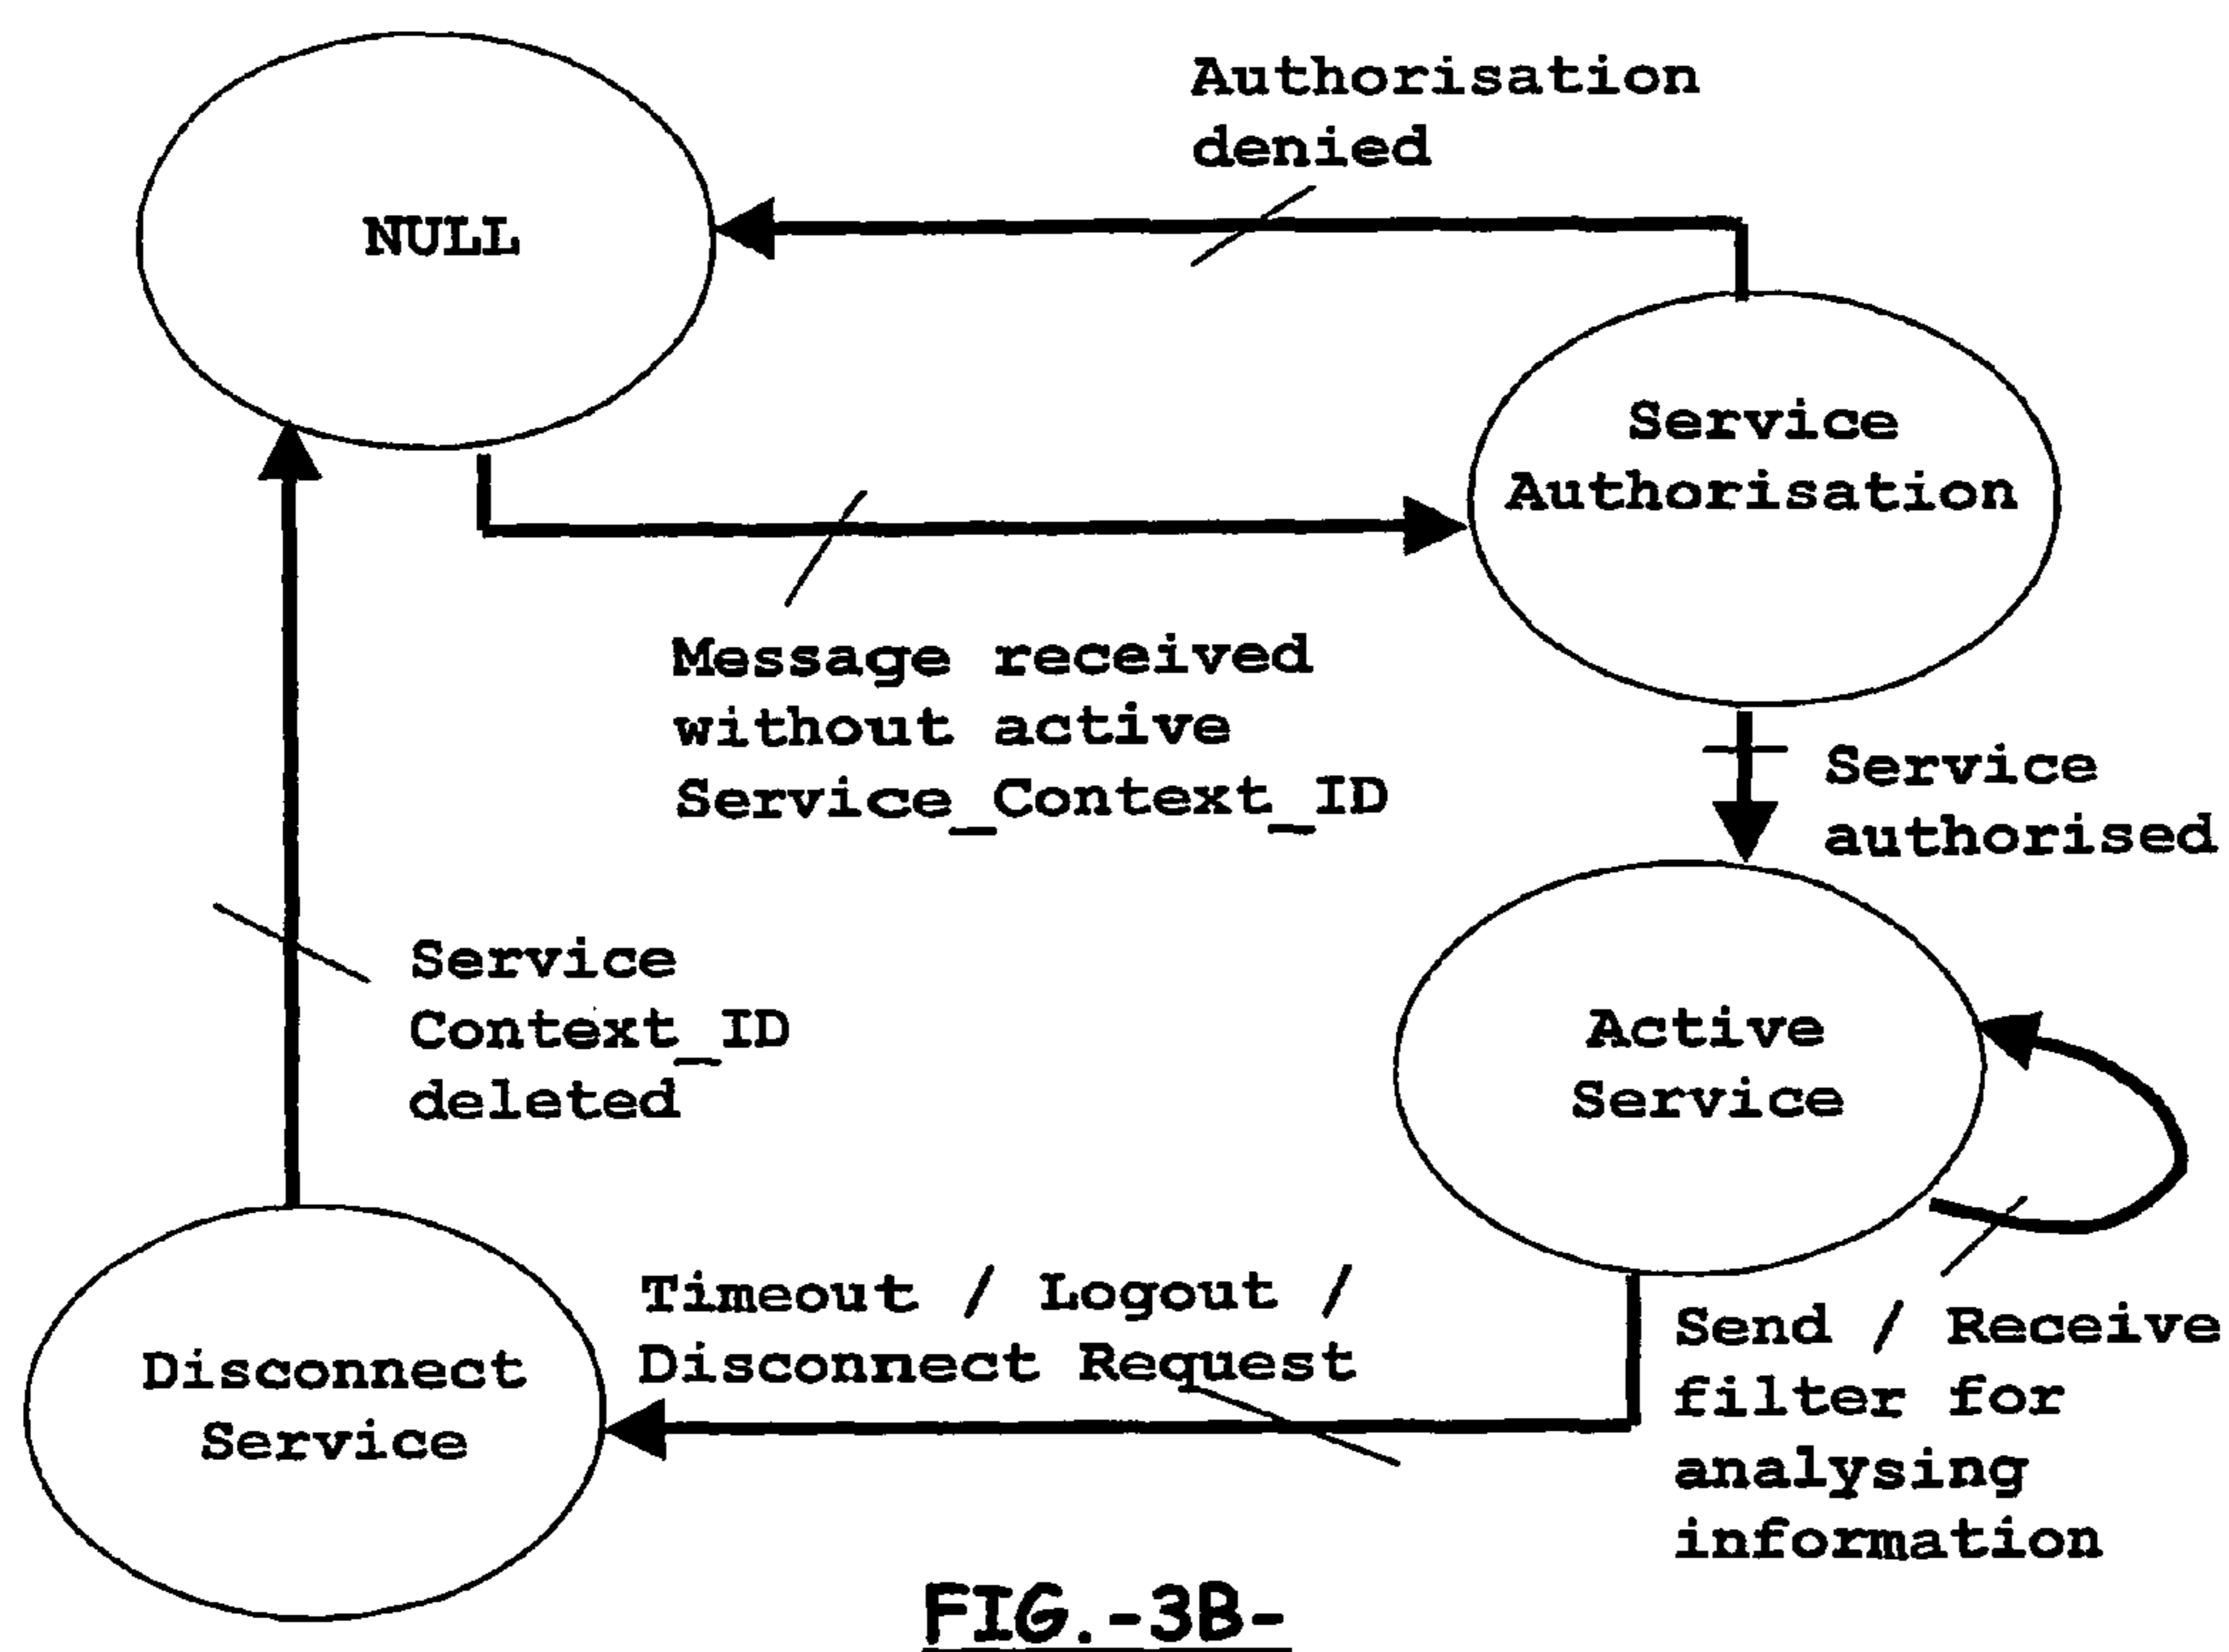 Authorisation
denied
NULL
Service
Authorisation
Message received
without active
Service_Context_ID
Service
authorised
Service
Context_ID
deleted
Active
Service
Timeout / Logout /
Disconnect Request
Send / Receive
filter for
analysing
information
Disconnect
Service
FIG.-3B-